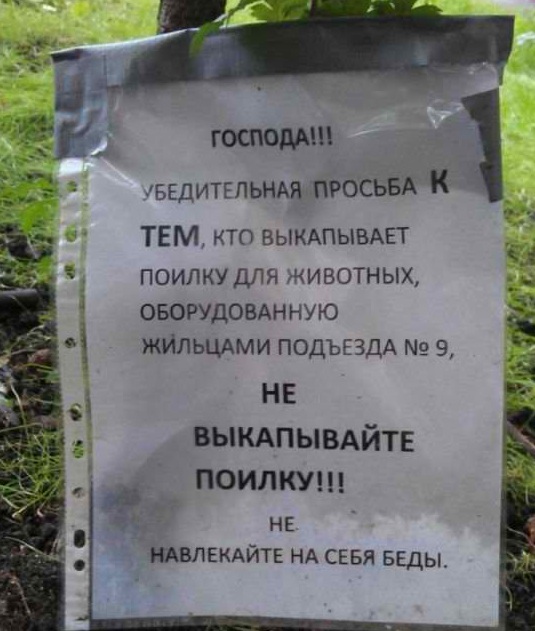 ГОСПОДА!!!
УБЕДИТЕЛЬНАЯ ПРОСЬБА К
ТЕМ, КТО ВЫКАПЫВАЕТ
ПОИЛКУ ДЛЯ ЖИВОТНЫХ,
ОБОРУДОВАННУЮ
ЖИЛЬЦАМИ ПОДЪЕЗДА № 9,
НЕ
ВЫКАПЫВАЙТЕ
ПОИЛКУ!!!
НЕ
НАВЛЕКАЙТЕ НА СЕБЯ БЕДЫ.